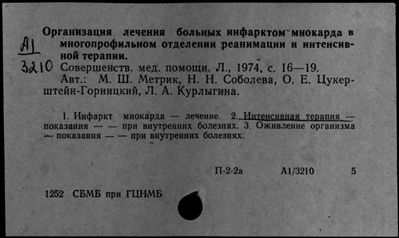 Организация лечения больных инфарктом миокарда в
А1
многопрофильном отделении реанимации и интенсив-
3210
ной терапии.
Совершенств. мед. помощи. Л., 1974, с. 16—19.
Авт.: М. Ш. Метрик, Н. Н. Соболева, О. Е. Цукер-
штейн-Горницкий, Л. А. Курлыгина.
1. Инфаркт миокарда — лечение. 2. Интенсивная терапия —
показания — — при внутренних болезнях. 3. Оживление организма
— показания — — при внутренних болезнях.
П-2-2а А1/3210 5
1252 СБМБ при ГЦНМБ